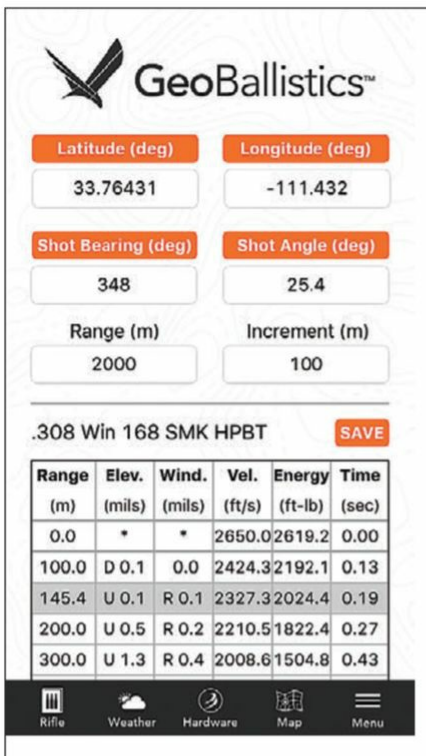 GeoBallistics™
Latitude (deg) Longitude (deg)
33.76431 -111.432
Shot Bearing (deg) Shot Angle (deg)
348 25.4
Range (m) Increment (m)
2000 100
.308 Win 168 SMK HPBT SAVE
Range Elev. Wind. Vel. Energy Time
(m) (mils) (mils) (ft/s) (ft-lb) (sec)
0.0 * * 2650.0 2619.2 0.00
100.0 D 0.1 0.0 2424.3 2192.1 0.13
145.4 U 0.1 R 0.1 2327.3 2024.4 0.19
200.0 U 0.5 R 0.2 2210.5 1822.4 0.27
300.0 U 1.3 R 0.4 2008.6 1504.8 0.43
Rifle Weather Hardware Map Menu